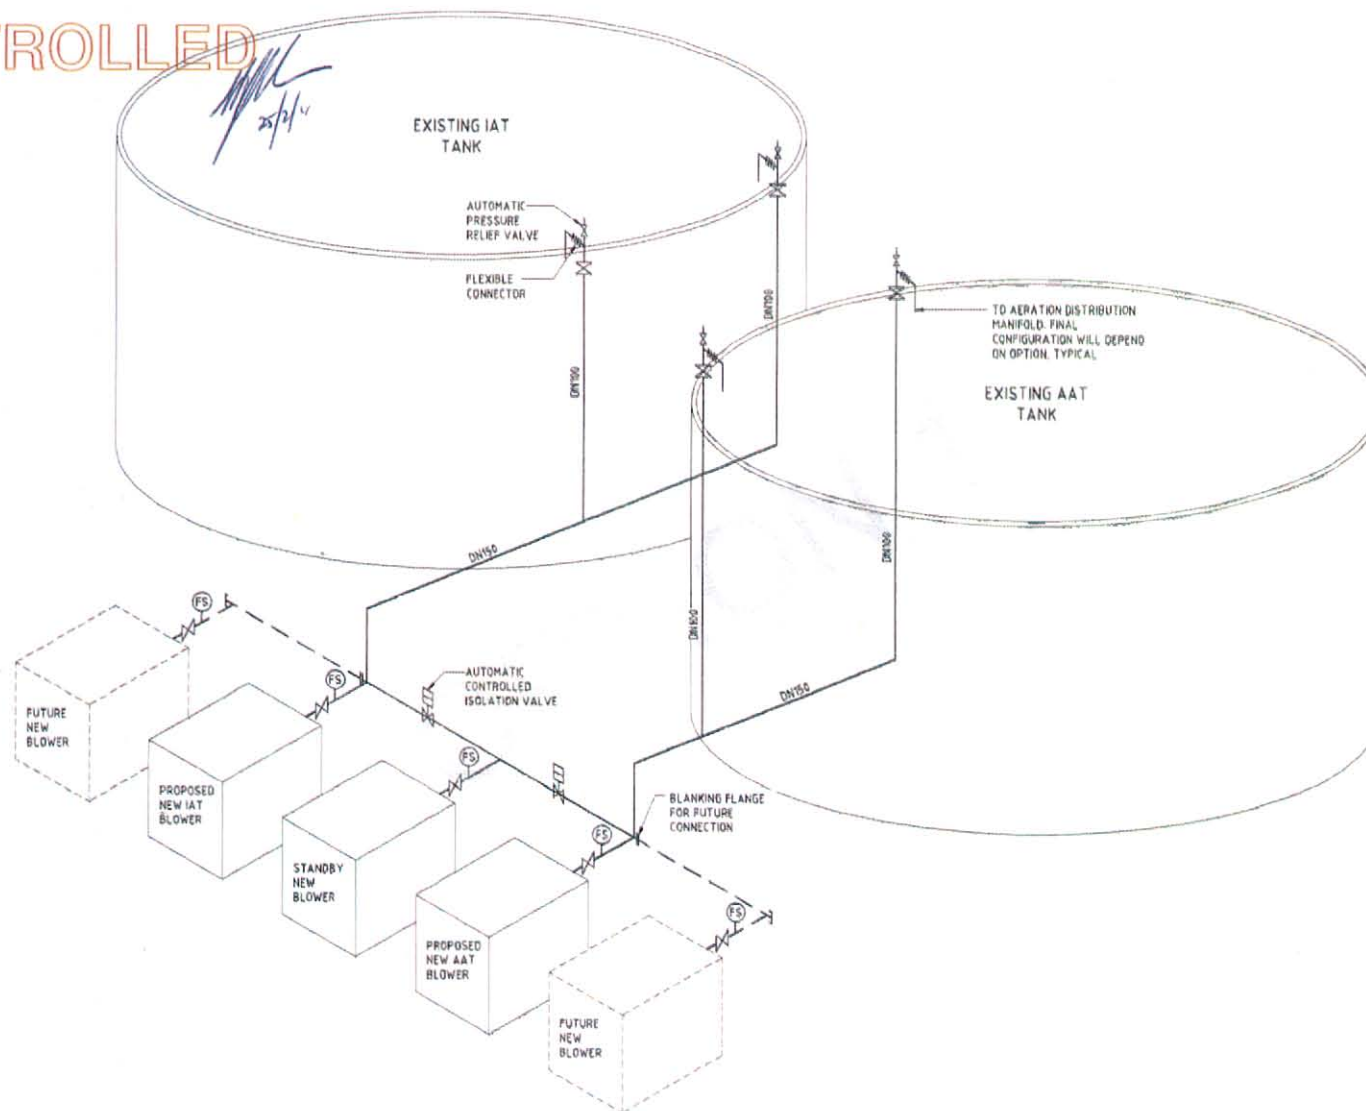 TROLLED
25/2/11
EXISTING IAT
TANK
AUTOMATIC
PRESSURE
RELIEF VALVE
FLEXIBLE
CONNECTOR
DN100
DN100
TO AERATION DISTRIBUTION
MANIFOLD. FINAL
CONFIGURATION WILL DEPEND
ON OPTION. TYPICAL
EXISTING AAT
TANK
DN150
DN100
DN100
DN150
FS
FS
FS
FS
FS
AUTOMATIC
CONTROLLED
ISOLATION VALVE
BLANKING FLANGE
FOR FUTURE
CONNECTION
FUTURE
NEW
BLOWER
PROPOSED
NEW IAT
BLOWER
STANDBY
NEW
BLOWER
PROPOSED
NEW AAT
BLOWER
FUTURE
NEW
BLOWER